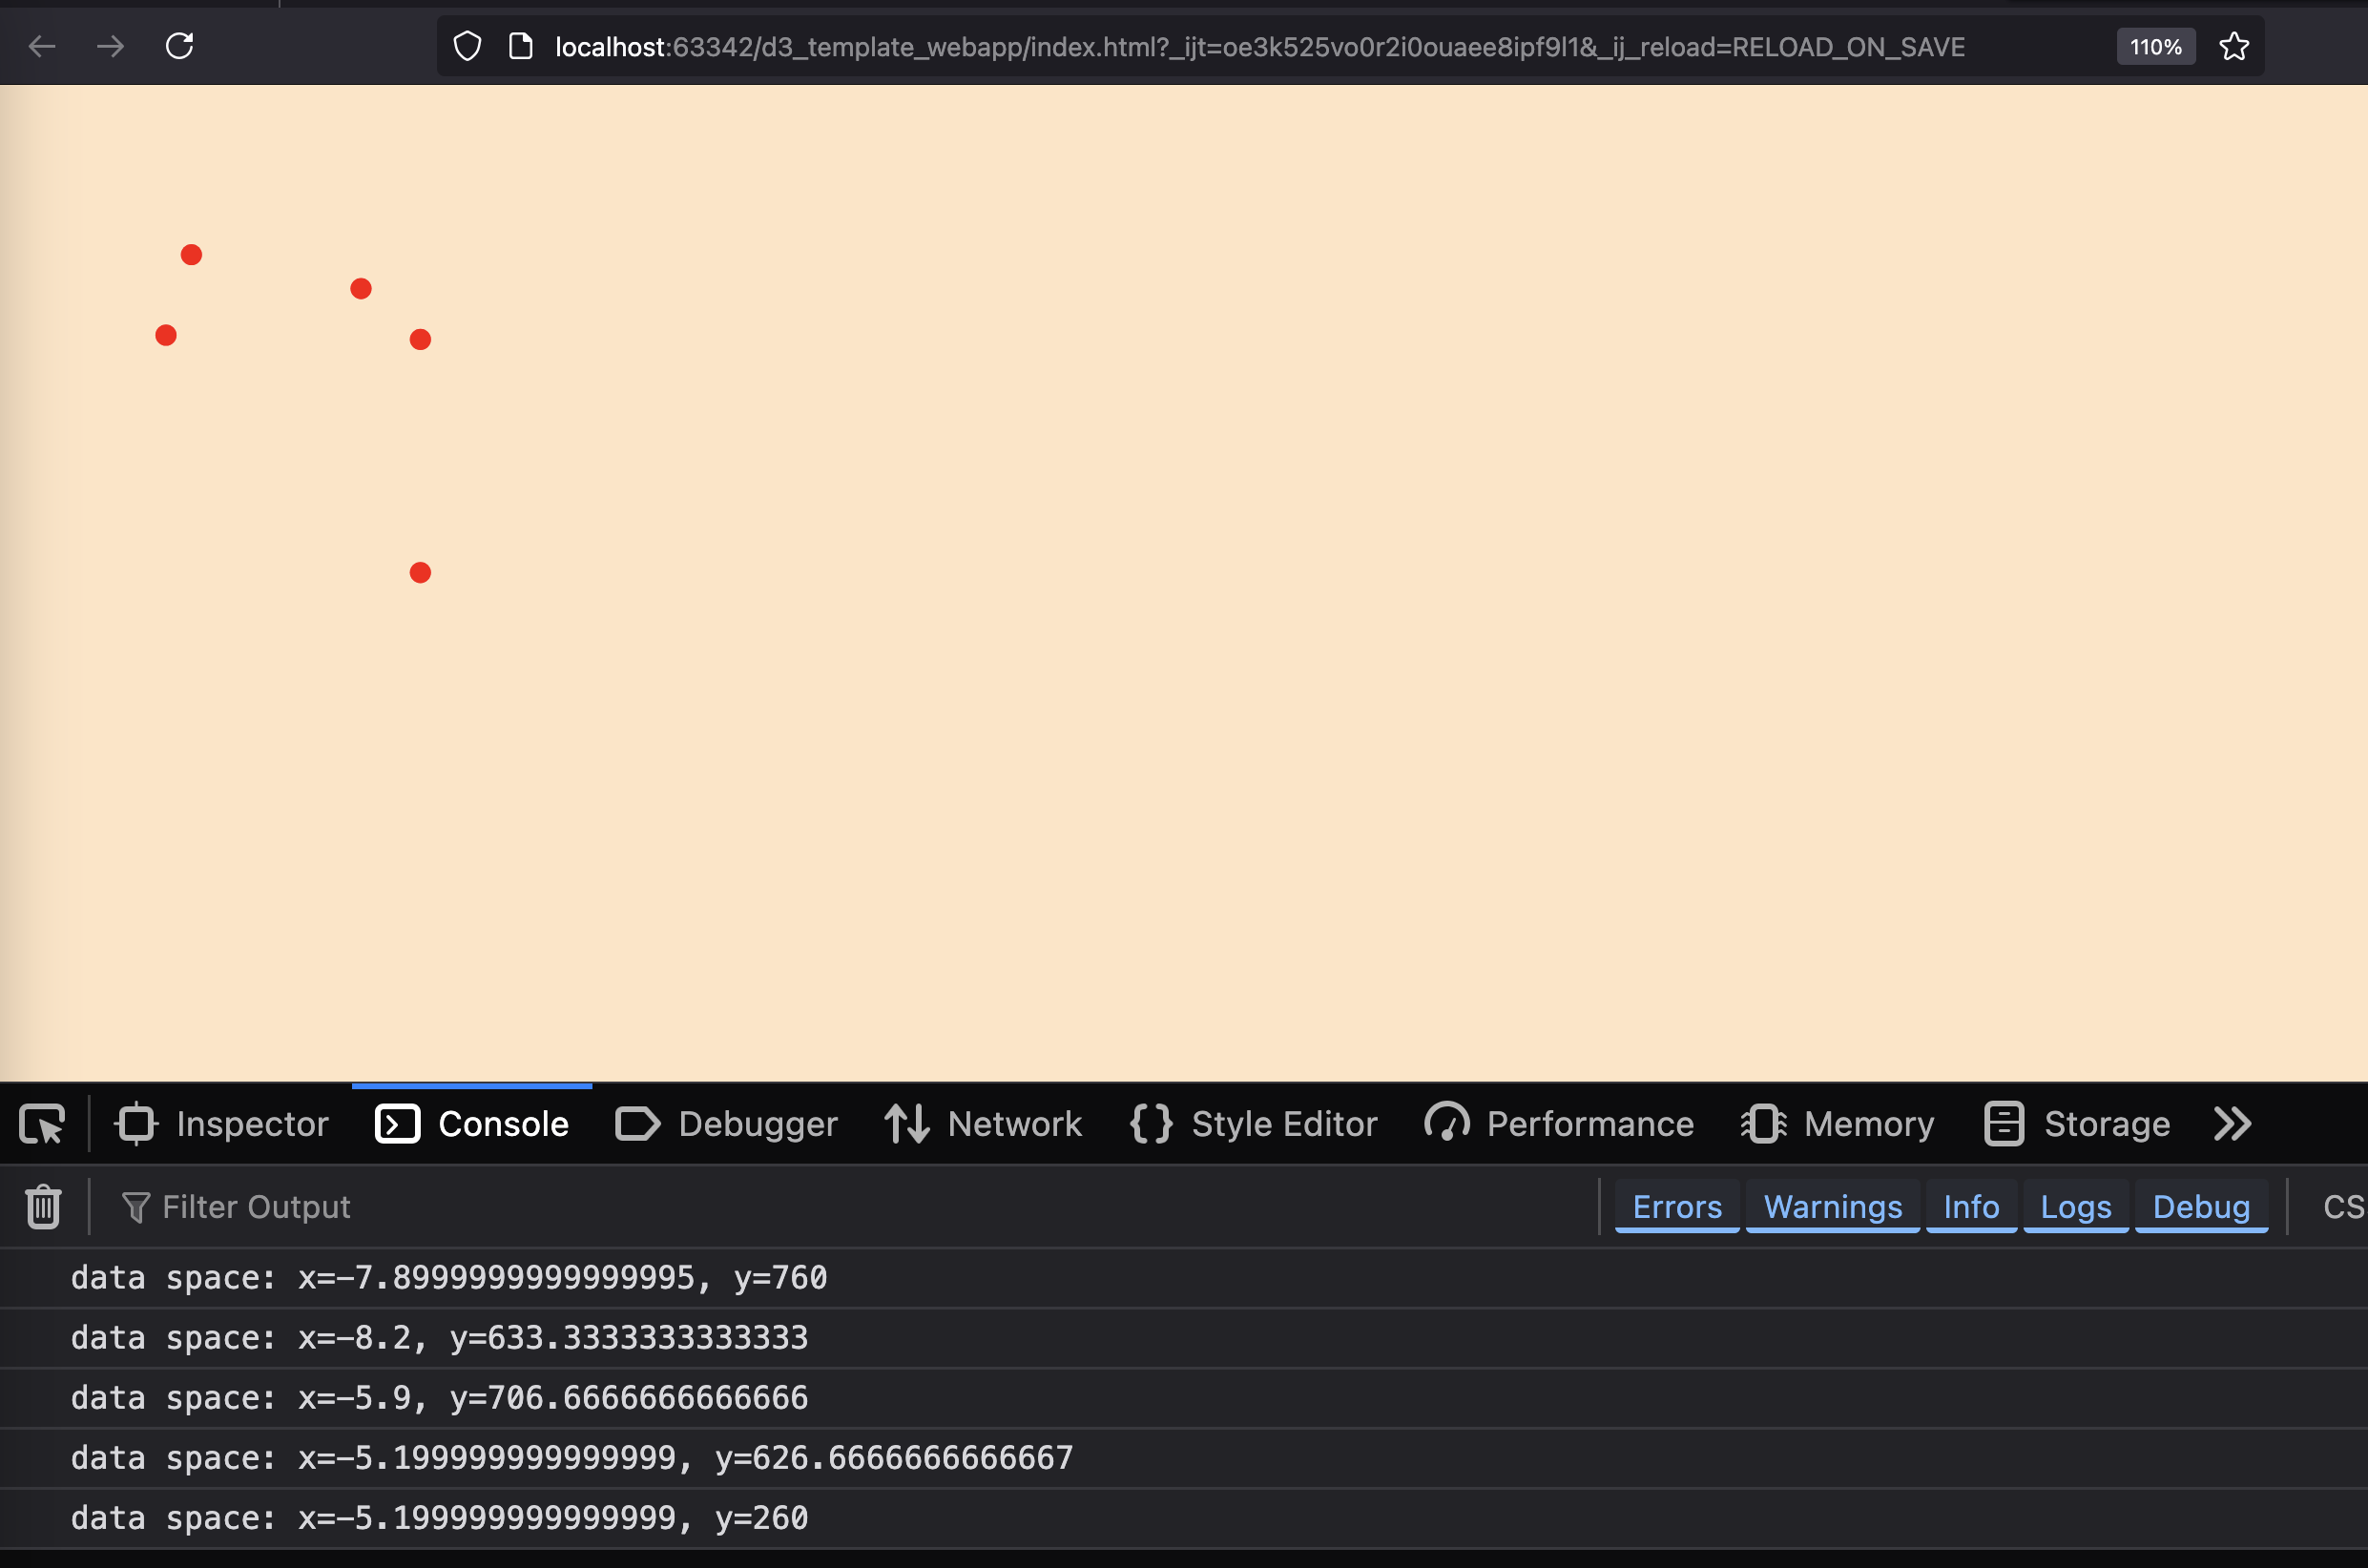 localhost:63342/d3_template_webapp/index.html?_ijt=oe3k525vo0r2i0ouaee8ipf9l1&_ij_reload=RELOAD_ON_SAVE 110%
Inspector Console Debugger Network Style Editor Performance Memory Storage
Filter Output Errors Warnings Info Logs Debug CS
data space: x=-7.8999999999999995, y=760
data space: x=-8.2, y=633.3333333333333
data space: x=-5.9, y=706.6666666666666
data space: x=-5.199999999999999, y=626.6666666666667
data space: x=-5.199999999999999, y=260